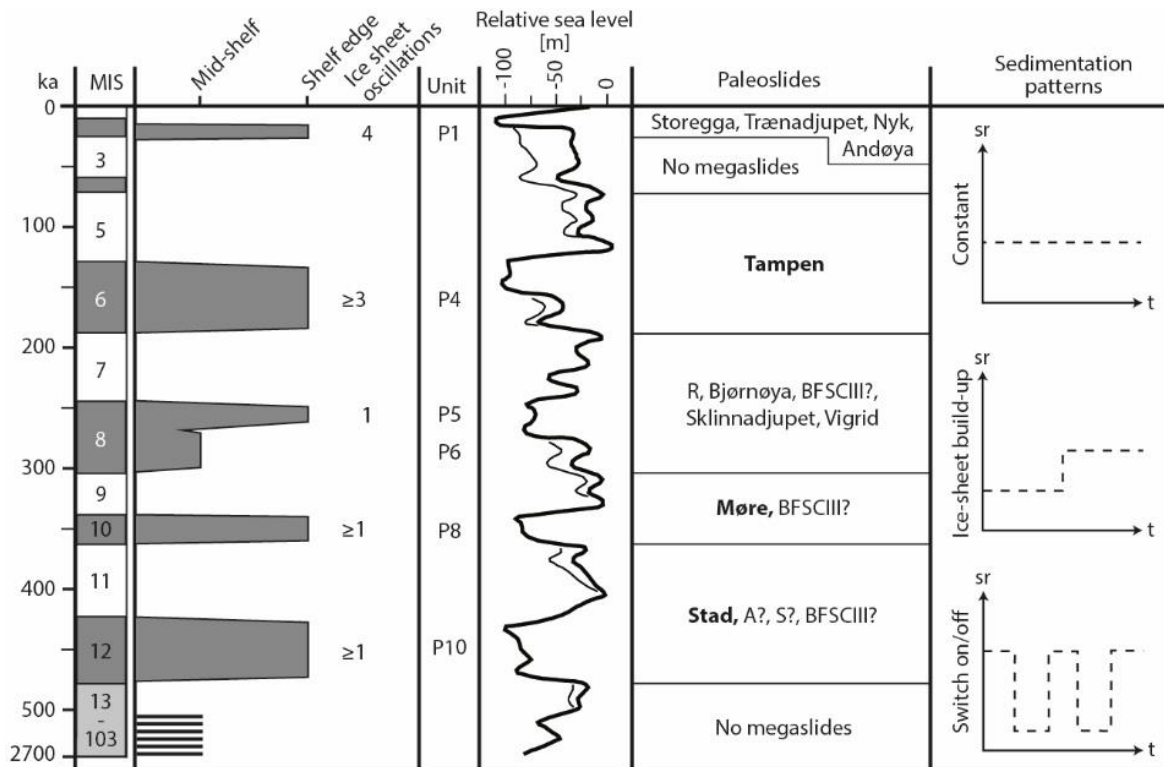 ka
MIS
Mid-shelf
Shelf edge
Ice sheet
oscillations
Unit
Relative sea level
[m]
-100
-50
0
Paleoslides
Sedimentation
patterns
0
100
200
300
400
500
2700
3
5
6
7
8
9
10
11
12
13
-
103
4
≥3
1
≥1
≥1
P1
P4
P5
P6
P8
P10
Storegga, Trænadjupet, Nyk,
Andøya
No megaslides
Tampen
R, Bjørnøya, BFSCIII?,
Sklinnadjupet, Vigrid
Møre, BFSCIII?
Stad, A?, S?, BFSCIII?
No megaslides
sr
Constant
t
sr
Ice-sheet build-up
t
sr
Switch on/off
t